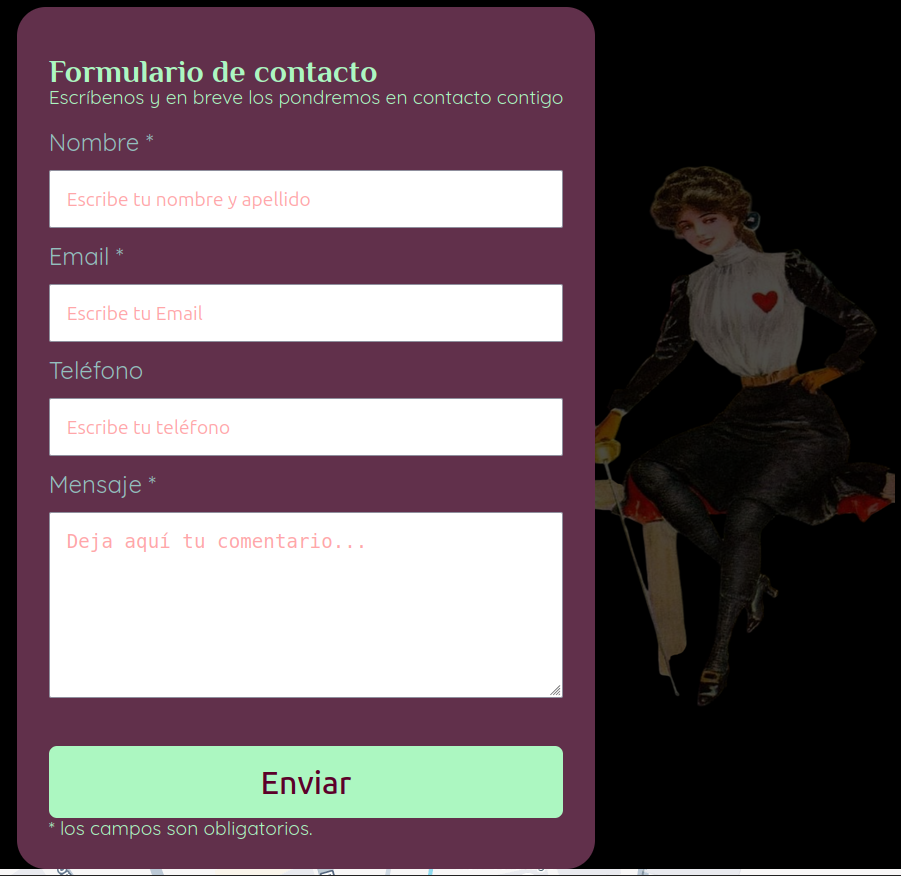 Formulario de contacto
Escríbenos y en breve los pondremos en contacto contigo
Nombre *
Escribe tu nombre y apellido
Email *
Escribe tu Email
Teléfono
Escribe tu teléfono
Mensaje *
Deja aquí tu comentario...
Enviar
* los campos son obligatorios.